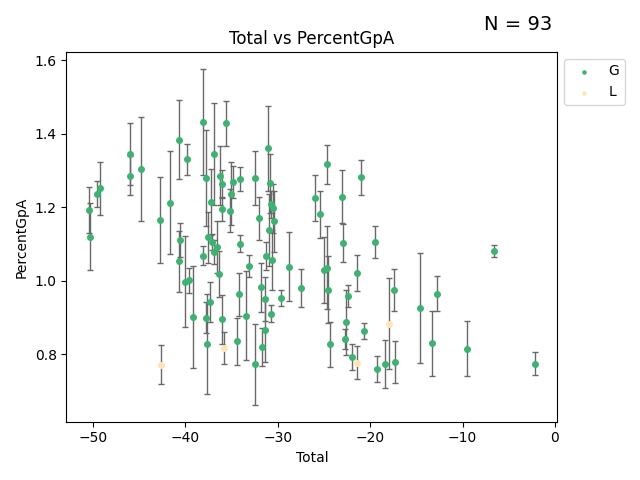 N = 93
Total vs PercentGpA
G
L
PercentGpA
1.6
1.4
1.2
1.0
0.8
−50 −40 −30 −20 −10 0
Total